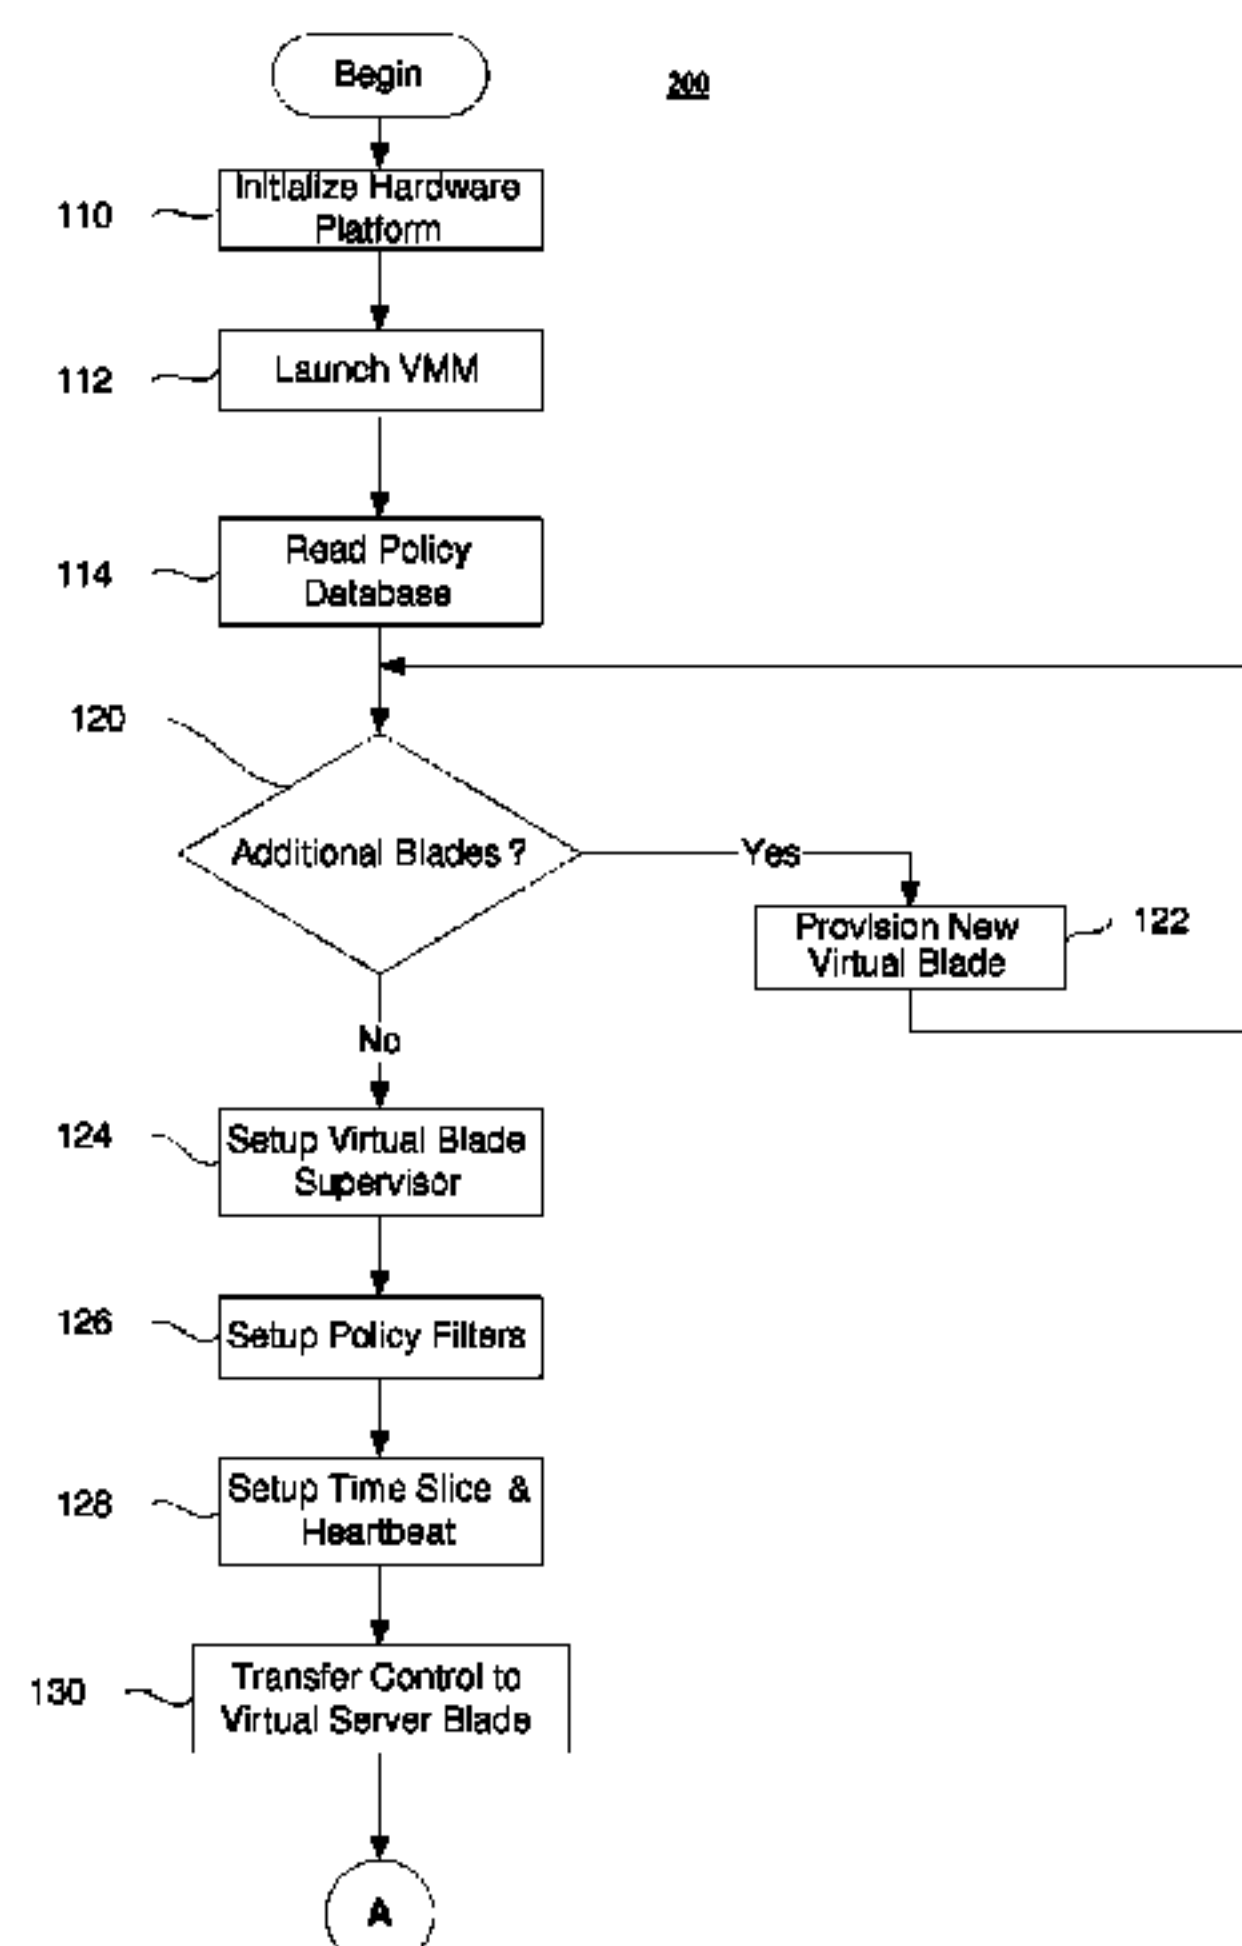 Begin
200
110
Initialize Hardware
Platform
112
Launch VMM
114
Read Policy
Database
120
Additional Blades ?
Yes
Provision New
Virtual Blade
122
No
124
Setup Virtual Blade
Supervisor
126
Setup Policy Filters
128
Setup Time Slice &
Heartbeat
130
Transfer Control to
Virtual Server Blade
A